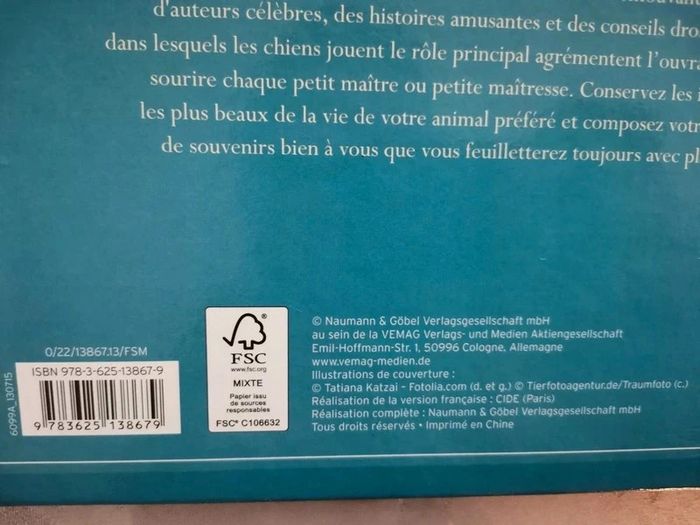 d'auteurs célèbres, des histoires amusantes et des conseils
dans lesquels les chiens jouent le rôle principal agrémentent
sourire chaque petit maître ou petite maîtresse. Conservez les
les plus beaux de la vie de votre animal préféré et composez
de souvenirs bien à vous que vous feuilletterez toujours avec
0/22/13867.13/FSM
ISBN 978-3-625-13867-9
9 783625 138679
6099A_130715
FSC
www.fsc.org
MIXTE
Papier issu
de sources
responsables
FSC® C106632
© Naumann & Göbel Verlagsgesellschaft mbH
au sein de la VEMAG Verlags- und Medien Aktiengesellschaft
Emil-Hoffmann-Str. 1, 50996 Cologne, Allemagne
www.vemag-medien.de
Illustrations de couverture :
© Tatiana Katzai - Fotolia.com (d. et g.) © Tierfotoagentur.de/Traumfoto (c.)
Réalisation de la version française : CIDE (Paris)
Réalisation complète : Naumann & Göbel Verlagsgesellschaft mbH
Tous droits réservés • Imprimé en Chine